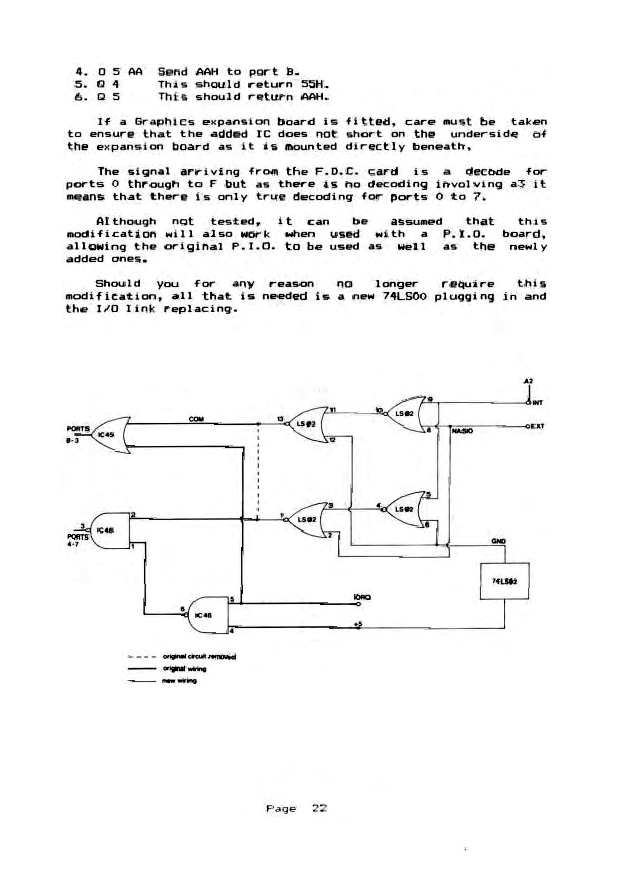 4. O 5 AA Send AAH to port B.
5. Q 4 This should return 55H.
6. Q 5 This should return AAH.
If a Graphics expansion board is fitted, care must be taken
to ensure that the added IC does not short on the underside of
the expansion board as it is mounted directly beneath.
The signal arriving from the F.D.C. card is a decode for
ports 0 through to F but as there is no decoding involving a3 it
means that there is only true decoding for ports 0 to 7.
Although not tested, it can be assumed that this
modification will also work when used with a P.I.O. board,
allowing the original P.I.O. to be used as well as the newly
added ones.
Should you for any reason no longer require this
modification, all that is needed is a new 74LS00 plugging in and
the I/O link replacing.
A2
INT
9
10
LS02
8
NASIO
EXT
11
13
LS02
12
COM
PORTS
0-3
IC45
5
4
LS02
6
3
1
LS02
2
3
PORTS
4-7
IC46
2
1
GND
74LS02
IORQ
6
IC46
5
4
+5
original circuit removed
original wiring
new wiring
Page 22